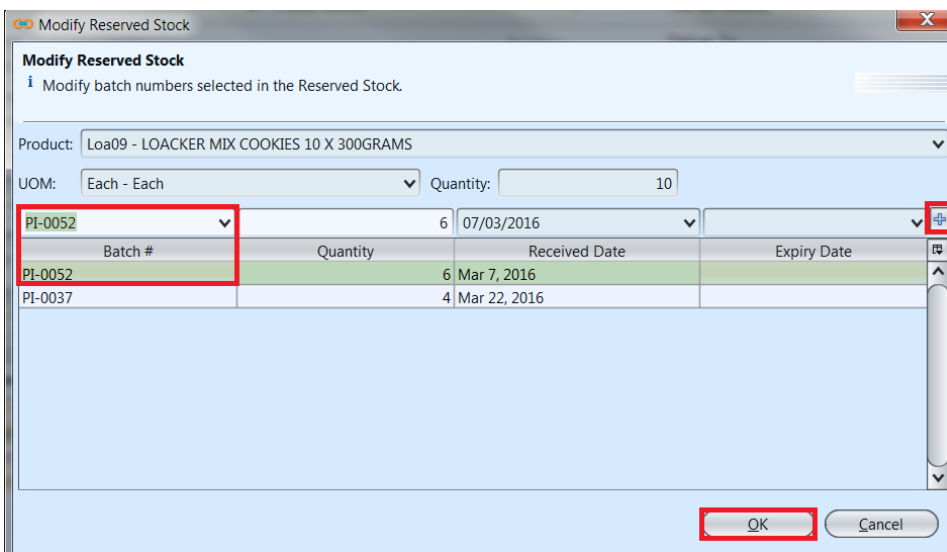 Modify Reserved Stock
Modify Reserved Stock
i Modify batch numbers selected in the Reserved Stock.
Product: Loa09 - LOACKER MIX COOKIES 10 X 300GRAMS
UOM: Each - Each Quantity: 10
PI-0052 6 07/03/2016
Batch # Quantity Received Date Expiry Date
PI-0052 6 Mar 7, 2016
PI-0037 4 Mar 22, 2016
OK Cancel